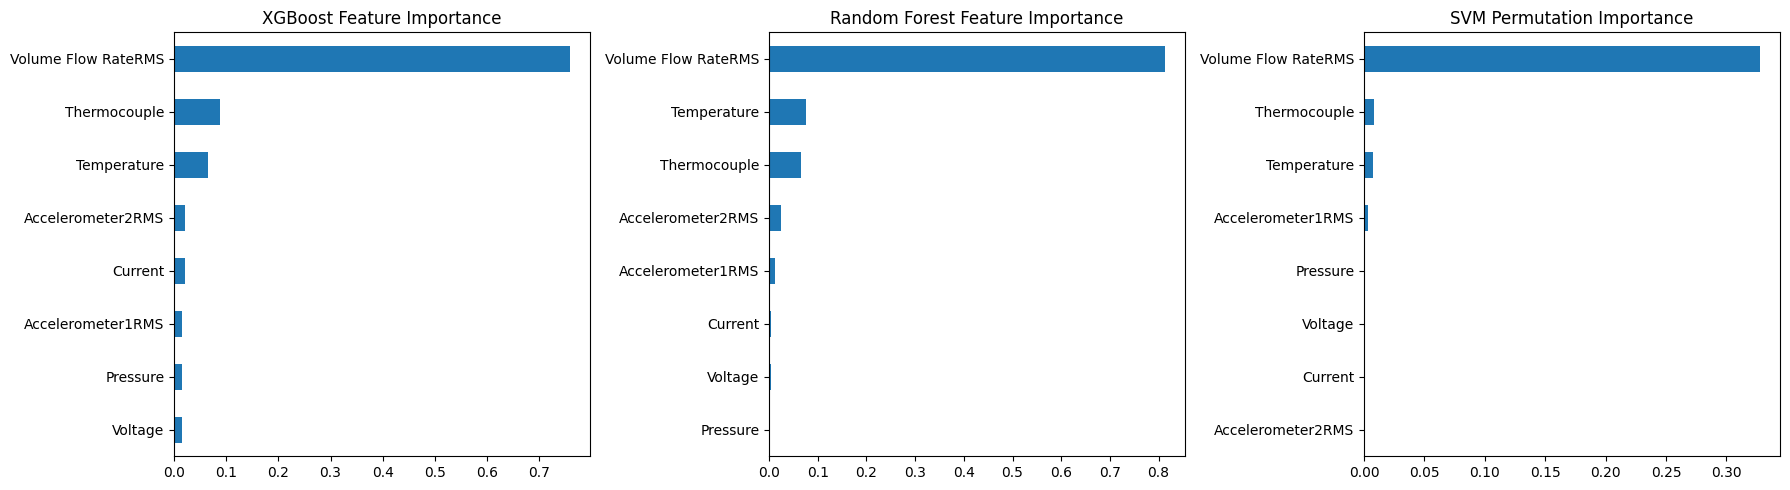 XGBoost Feature Importance
Volume Flow RateRMS
Thermocouple
Temperature
Accelerometer2RMS
Current
Accelerometer1RMS
Pressure
Voltage
0.0 0.1 0.2 0.3 0.4 0.5 0.6 0.7
Random Forest Feature Importance
Volume Flow RateRMS
Temperature
Thermocouple
Accelerometer2RMS
Accelerometer1RMS
Current
Voltage
Pressure
0.0 0.1 0.2 0.3 0.4 0.5 0.6 0.7 0.8
SVM Permutation Importance
Volume Flow RateRMS
Thermocouple
Temperature
Accelerometer1RMS
Pressure
Voltage
Current
Accelerometer2RMS
0.00 0.05 0.10 0.15 0.20 0.25 0.30